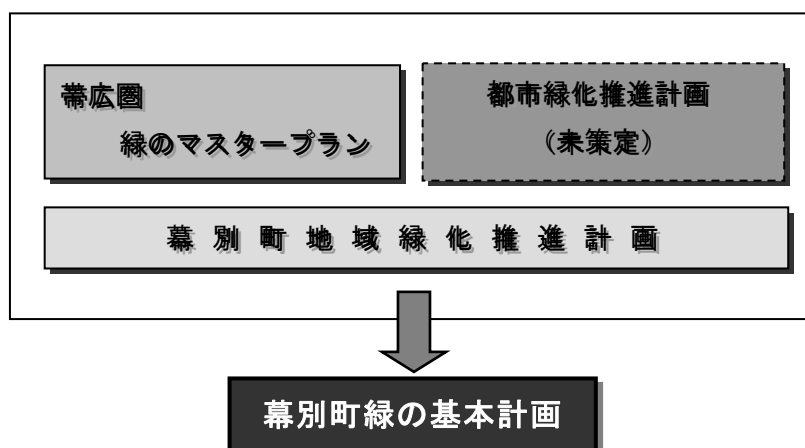 帯広圏
緑のマスタープラン
都市緑化推進計画
（未策定）
幕別町地域緑化推進計画
幕別町緑の基本計画